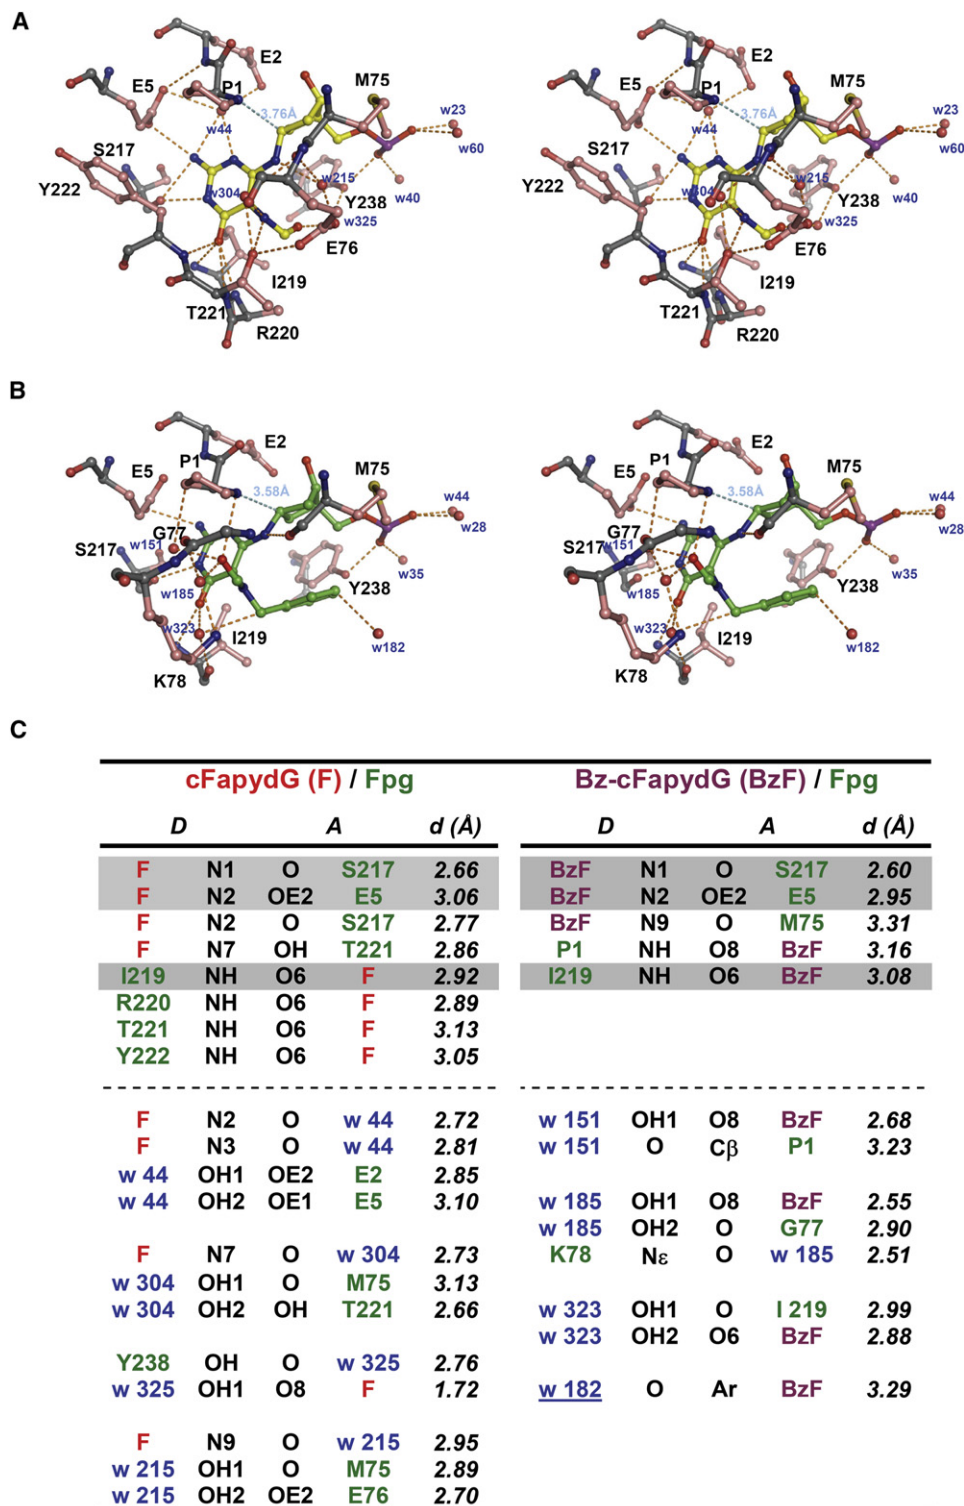 A
E2
M75
E5
P1
3.76Å
w44
w23
w60
S217
w215
Y222
w304
Y238
w40
w325
E76
I219
T221
R220
E2
M75
E5
P1
3.76Å
w44
w23
w60
S217
w215
Y222
w304
Y238
w40
w325
E76
I219
T221
R220
B
E2
P1
M75
E5
3.58Å
w44
w28
G77
S217
w151
w35
w185
Y238
w323
I219
w182
K78
E2
P1
M75
E5
3.58Å
w44
w28
G77
S217
w151
w35
w185
Y238
w323
I219
w182
K78
C
cFapydG (F) / Fpg Bz-cFapydG (BzF) / Fpg
D A d (Å) D A d (Å)
F N1 O S217 2.66 BzF N1 O S217 2.60
F N2 OE2 E5 3.06 BzF N2 OE2 E5 2.95
F N2 O S217 2.77 BzF N9 O M75 3.31
F N7 OH T221 2.86 P1 NH O8 BzF 3.16
I219 NH O6 F 2.92 I219 NH O6 BzF 3.08
R220 NH O6 F 2.89
T221 NH O6 F 3.13
Y222 NH O6 F 3.05
F N2 O w 44 2.72 w 151 OH1 O8 BzF 2.68
F N3 O w 44 2.81 w 151 O Cβ P1 3.23
w 44 OH1 OE2 E2 2.85 w 185 OH1 O8 BzF 2.55
w 44 OH2 OE1 E5 3.10 w 185 OH2 O G77 2.90
F N7 O w 304 2.73 K78 Nε O w 185 2.51
w 304 OH1 O M75 3.13 w 323 OH1 O I 219 2.99
w 304 OH2 OH T221 2.66 w 323 OH2 O6 BzF 2.88
Y238 OH O w 325 2.76 w 182 O Ar BzF 3.29
w 325 OH1 O8 F 1.72
F N9 O w 215 2.95
w 215 OH1 O M75 2.89
w 215 OH2 OE2 E76 2.70